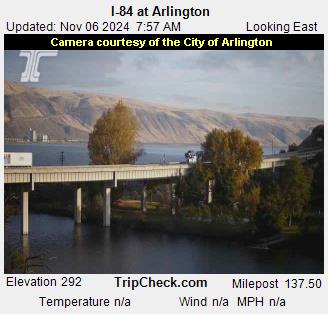 I-84 at Arlington
Updated: Nov 06 2024 7:57 AM Looking East
Camera courtesy of the City of Arlington
Elevation 292 TripCheck.com Milepost 137.50
Temperature n/a Wind n/a MPH n/a